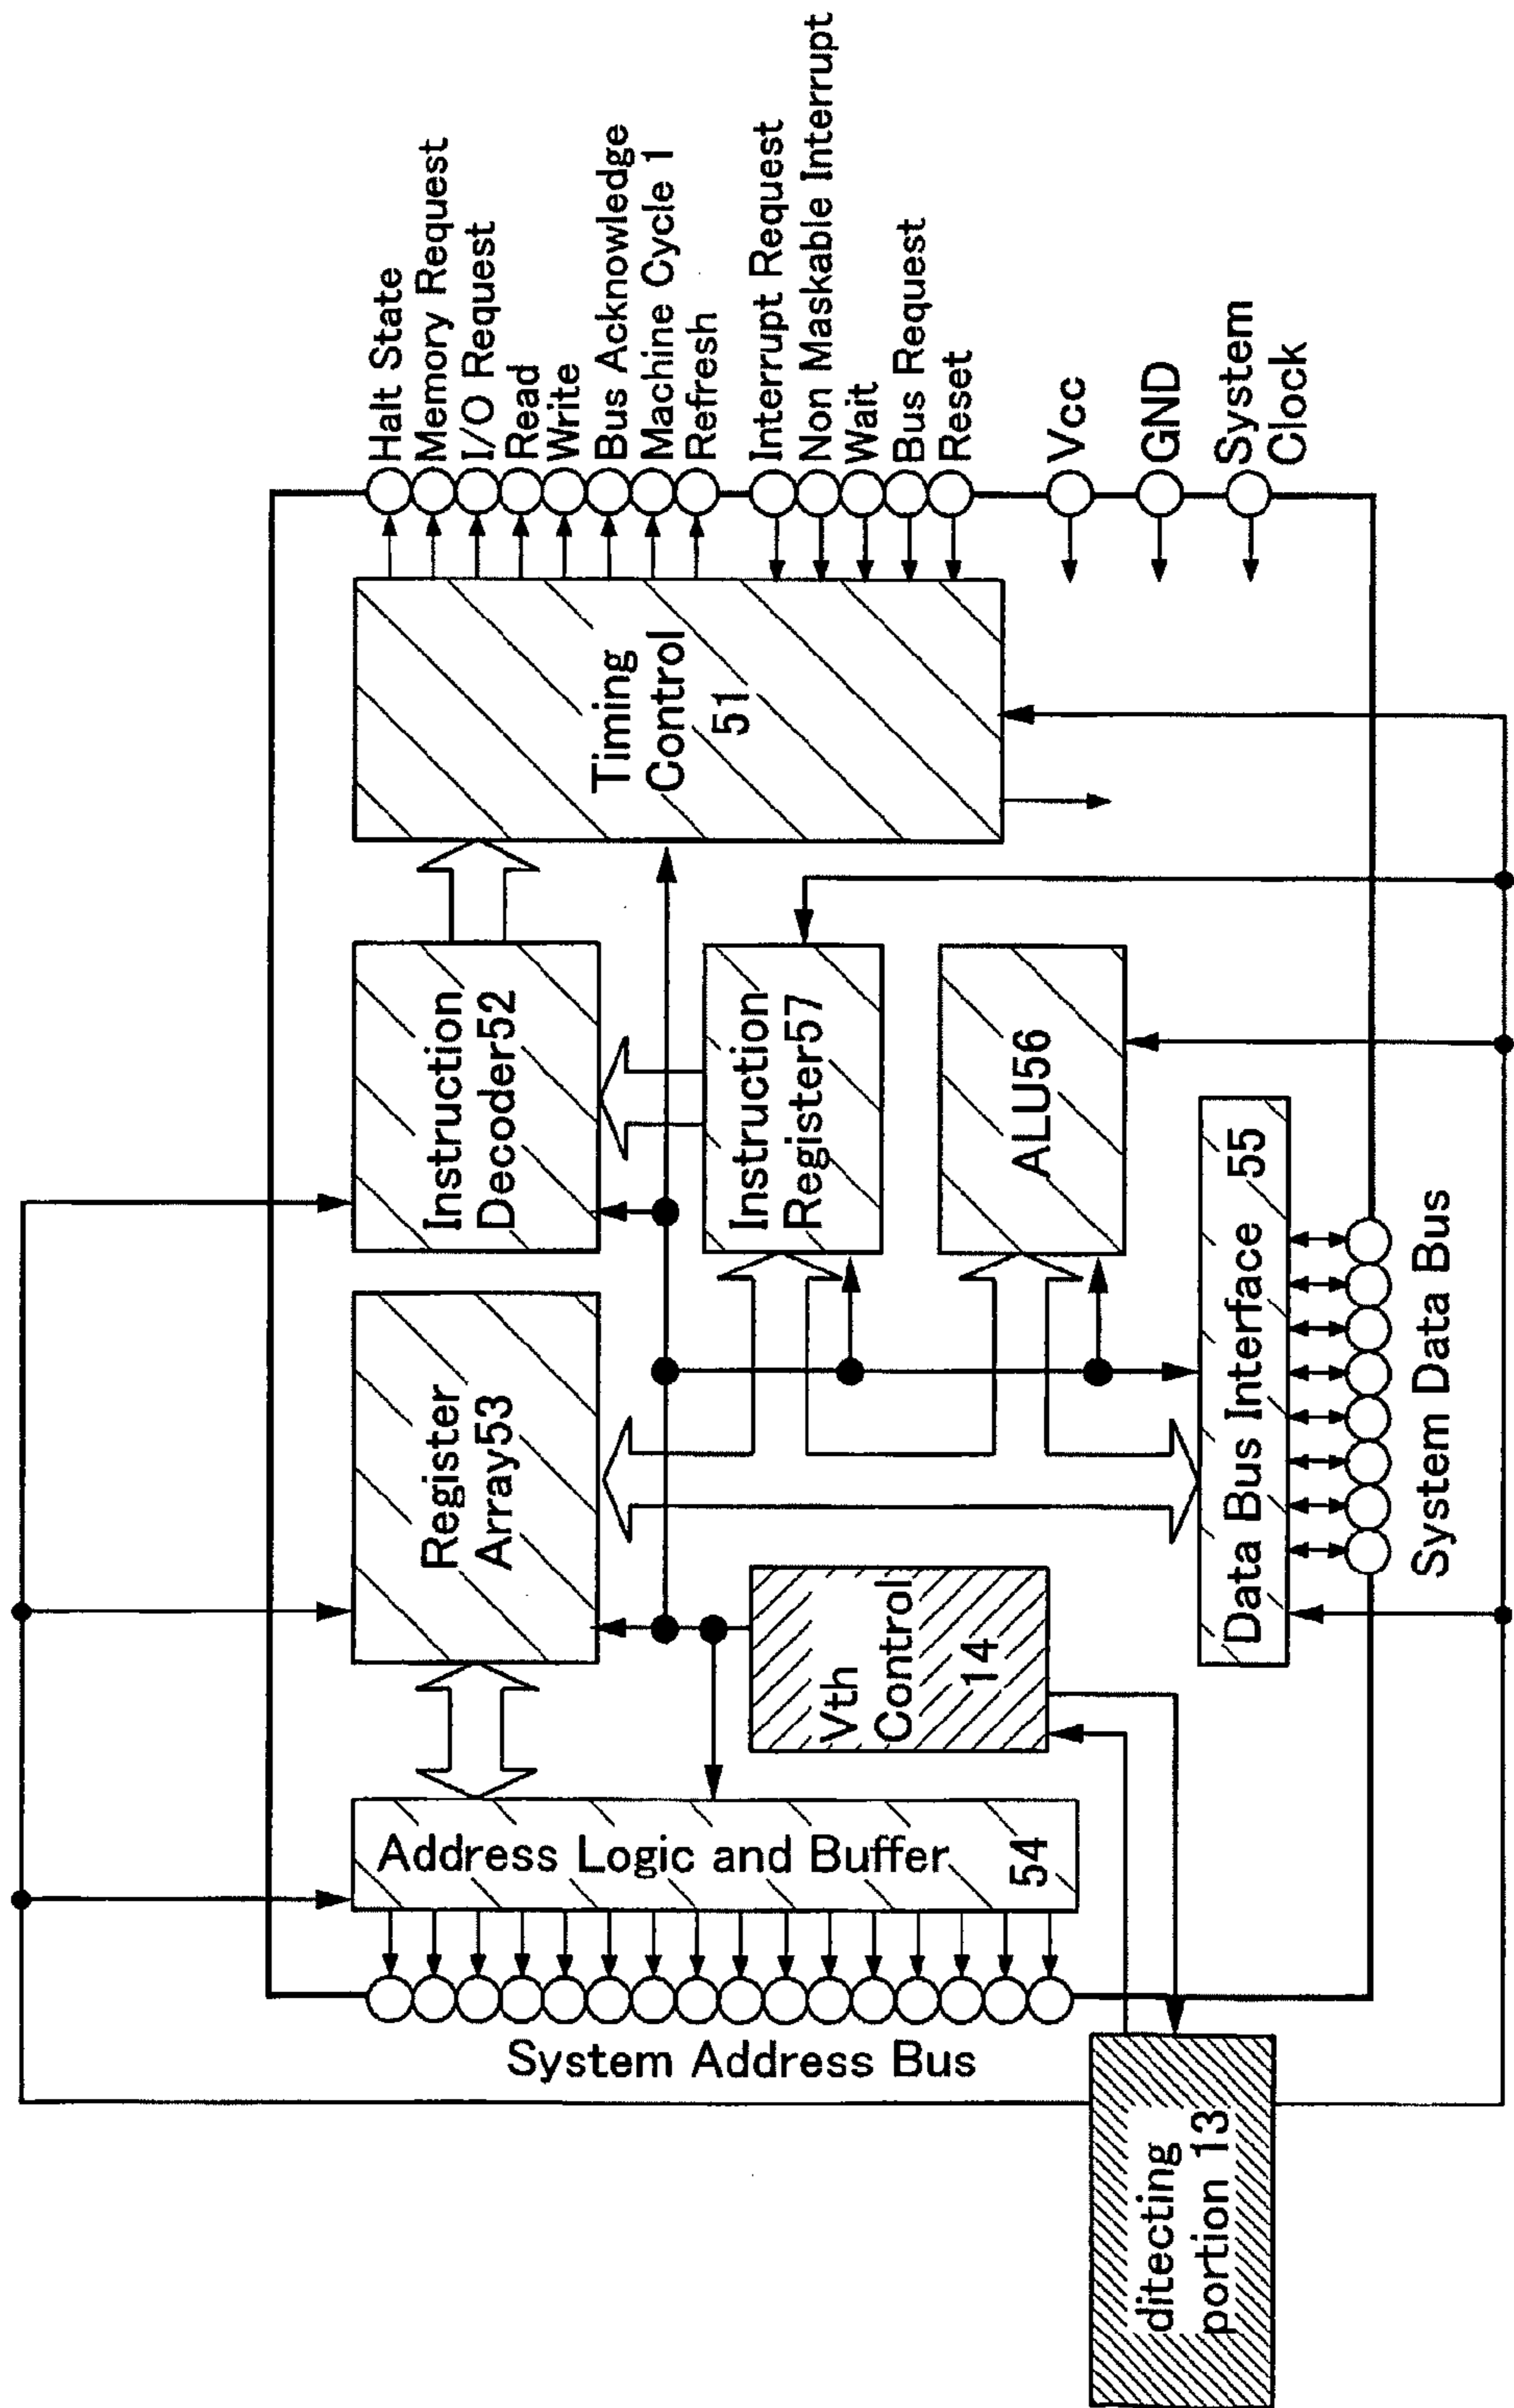 Halt State
Memory Request
I/O Request
Read
Write
Bus Acknowledge
Machine Cycle 1
Refresh
Interrupt Request
Non Maskable Interrupt
Wait
Bus Request
Reset
Vcc
GND
System
Clock
Timing
Control
51
Instruction
Decoder52
Instruction
Register57
ALU56
Register
Array53
Data Bus Interface 55
System Data Bus
Vth
Control
14
Address Logic and Buffer
54
System Address Bus
ditecting
portion 13